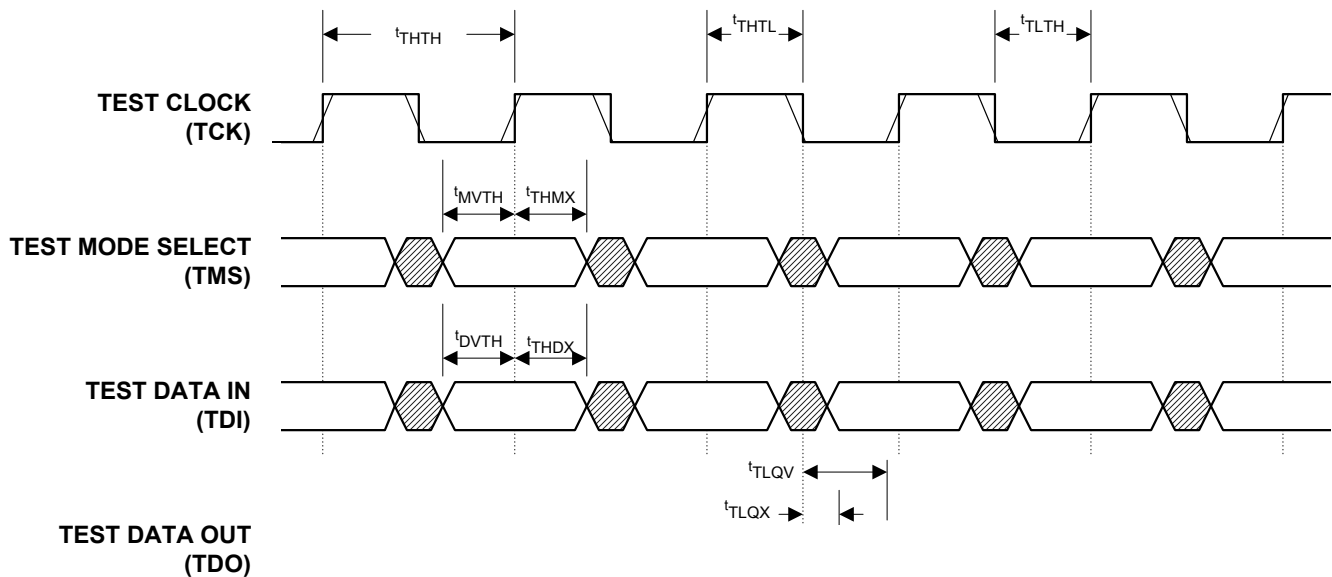 tTHTH
tTHTL
tTLTH
TEST CLOCK
(TCK)
tMVTH
tTHMX
TEST MODE SELECT
(TMS)
tDVTH
tTHDX
TEST DATA IN
(TDI)
tTLQV
tTLQX
TEST DATA OUT
(TDO)